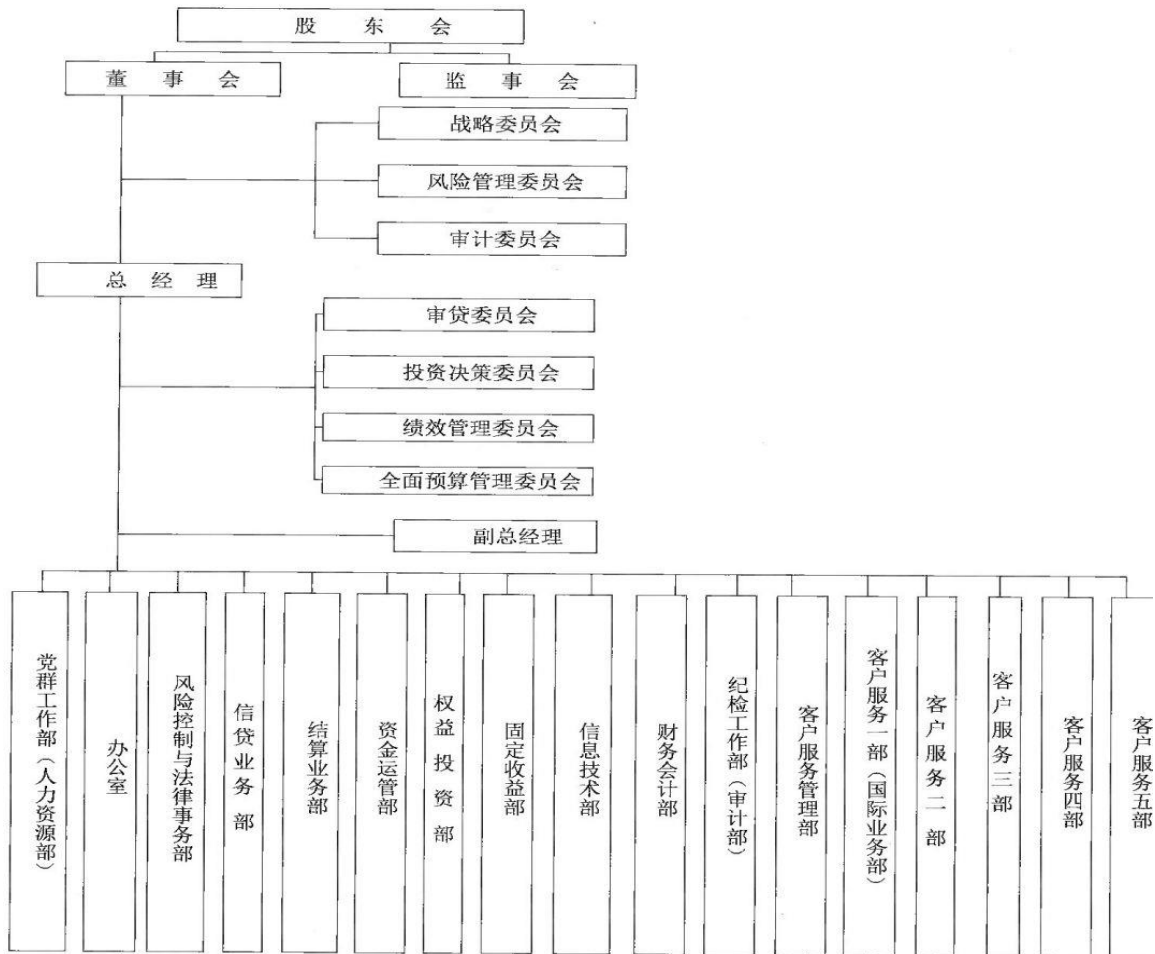 股东会
董事会
监事会
战略委员会
风险管理委员会
审计委员会
总经理
审贷委员会
投资决策委员会
绩效管理委员会
全面预算管理委员会
副总经理
党群工作部（人力资源部）
办公室
风险控制与法律事务部
信贷业务部
结算业务部
资金运管部
权益投资部
固定收益部
信息技术部
财务会计部
纪检工作部（审计部）
客户服务管理部
客户服务一部（国际业务部）
客户服务二部
客户服务三部
客户服务四部
客户服务五部